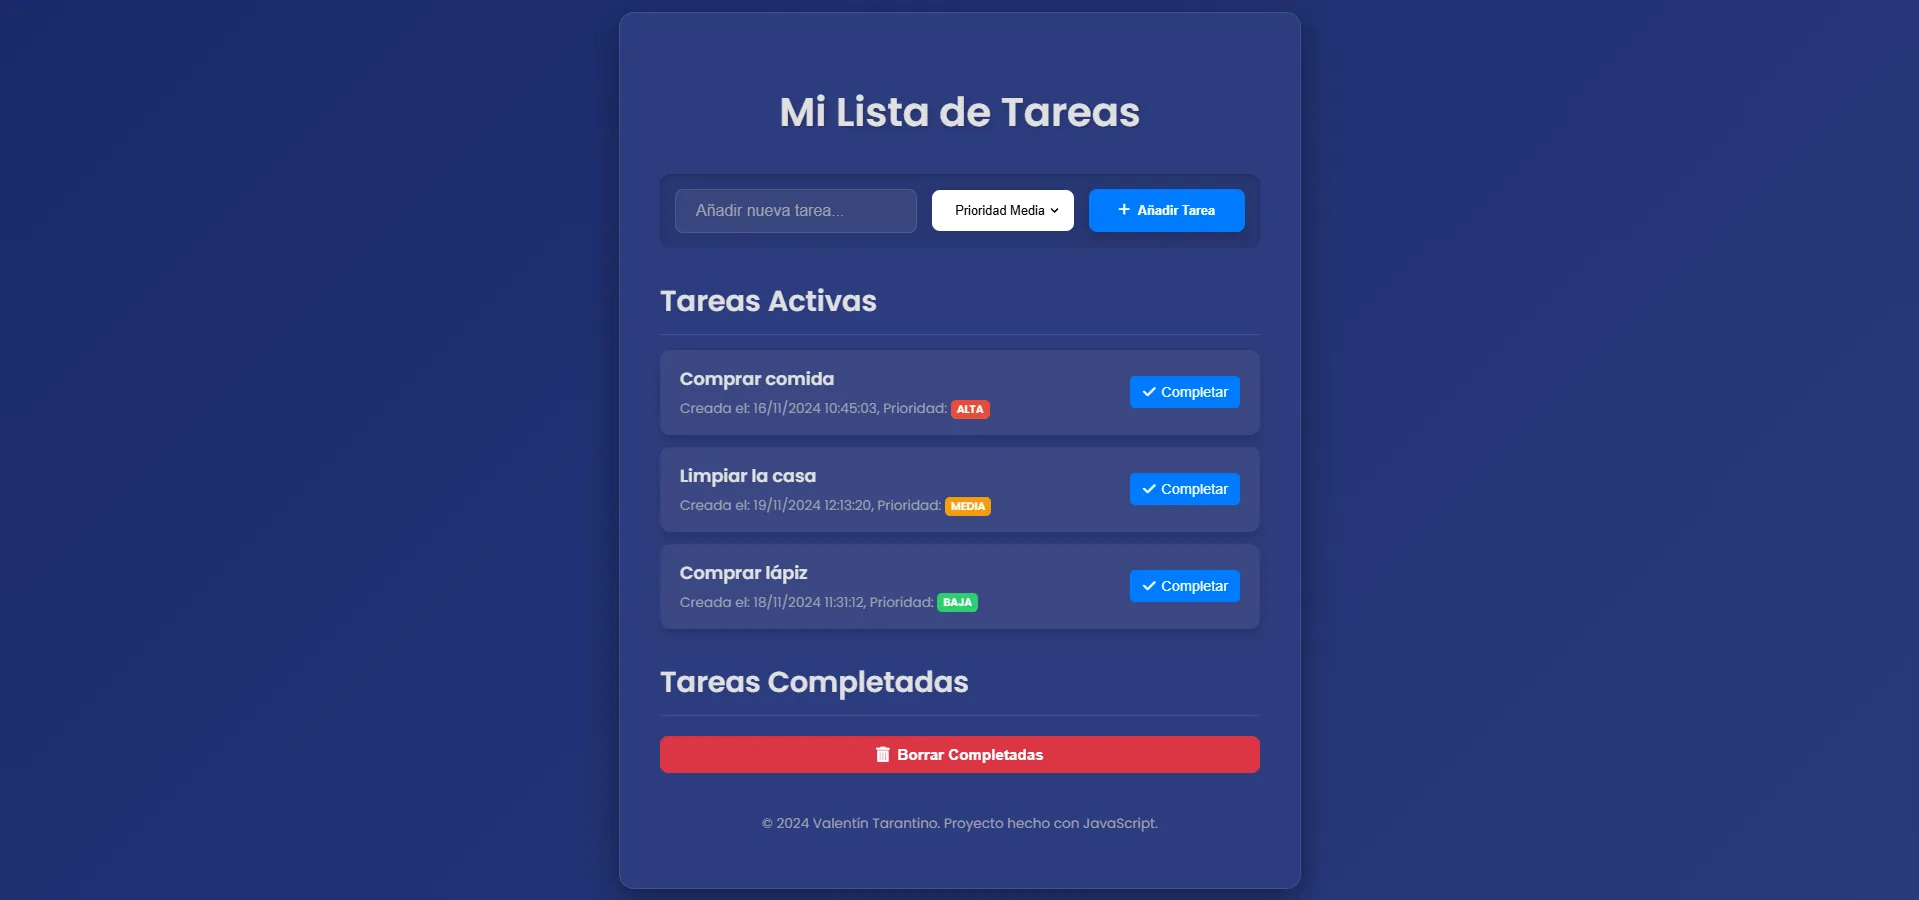 Mi Lista de Tareas
Añadir nueva tarea...
Prioridad Media
Añadir Tarea
Tareas Activas
Comprar comida
Creada el: 16/11/2024 10:45:03, Prioridad: ALTA
Completar
Limpiar la casa
Creada el: 19/11/2024 12:13:20, Prioridad: MEDIA
Completar
Comprar lápiz
Creada el: 18/11/2024 11:31:12, Prioridad: BAJA
Completar
Tareas Completadas
Borrar Completadas
© 2024 Valentín Tarantino. Proyecto hecho con JavaScript.